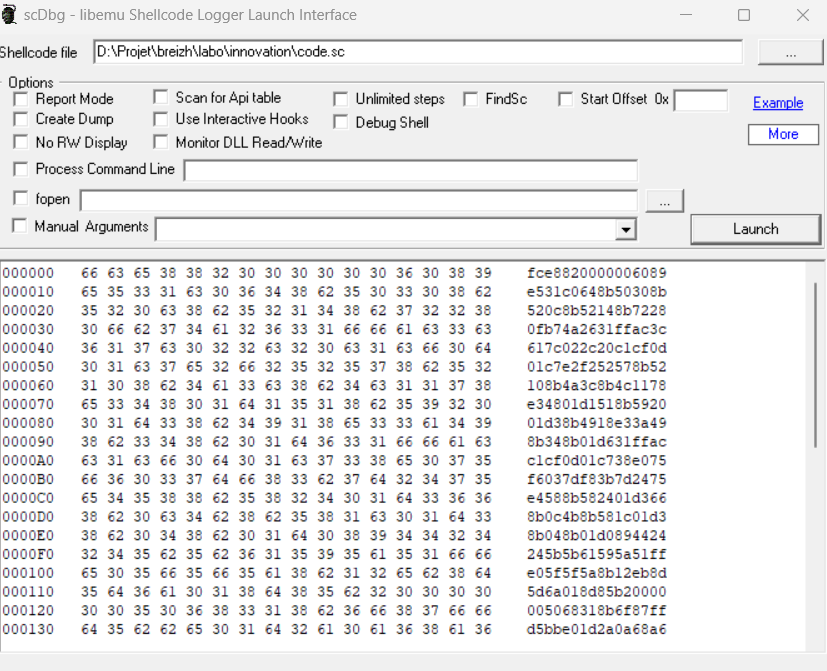 scDbg - libemu Shellcode Logger Launch Interface
Shellcode file D:\Projet\breizh\labo\innovation\code.sc ...
Options
Report Mode Scan for Api table Unlimited steps FindSc Start Offset 0x Example
Create Dump Use Interactive Hooks Debug Shell More
No RW Display Monitor DLL Read/Write
Process Command Line
fopen ...
Manual Arguments Launch
000000 66 63 65 38 38 32 30 30 30 30 30 30 36 30 38 39 fce8820000006089
000010 65 35 33 31 63 30 36 34 38 62 35 30 33 30 38 62 e531c0648b50308b
000020 35 32 30 63 38 62 35 32 31 34 38 62 37 32 32 38 520c8b52148b7228
000030 30 66 62 37 34 61 32 36 33 31 66 66 61 63 33 63 0fb74a2631ffac3c
000040 36 31 37 63 30 32 32 63 32 30 63 31 63 66 30 64 617c022c20c1cf0d
000050 30 31 63 37 65 32 66 32 35 32 35 37 38 62 35 32 01c7e2f252578b52
000060 31 30 38 62 34 61 33 63 38 62 34 63 31 31 37 38 108b4a3c8b4c1178
000070 65 33 34 38 30 31 64 31 35 31 38 62 35 39 32 30 e34801d1518b5920
000080 30 31 64 33 38 62 34 39 31 38 65 33 33 61 34 39 01d38b4918e33a49
000090 38 62 33 34 38 62 30 31 64 36 33 31 66 66 61 63 8b348b01d631ffac
0000A0 63 31 63 66 30 64 30 31 63 37 33 38 65 30 37 35 c1cf0d01c738e075
0000B0 66 36 30 33 37 64 66 38 33 62 37 64 32 34 37 35 f6037df83b7d2475
0000C0 65 34 35 38 38 62 35 38 32 34 30 31 64 33 36 36 e4588b582401d366
0000D0 38 62 30 63 34 62 38 62 35 38 31 63 30 31 64 33 8b0c4b8b581c01d3
0000E0 38 62 30 34 38 62 30 31 64 30 38 39 34 34 32 34 8b048b01d0894424
0000F0 32 34 35 62 35 62 36 31 35 39 35 61 35 31 66 66 245b5b61595a51ff
000100 65 30 35 66 35 66 35 61 38 62 31 32 65 62 38 64 e05f5f5a8b12eb8d
000110 35 64 36 61 30 31 38 64 38 35 62 32 30 30 30 30 5d6a018d85b20000
000120 30 30 35 30 36 38 33 31 38 62 36 66 38 37 66 66 005068318b6f87ff
000130 64 35 62 62 65 30 31 64 32 61 30 61 36 38 61 36 d5bbe01d2a0a68a6